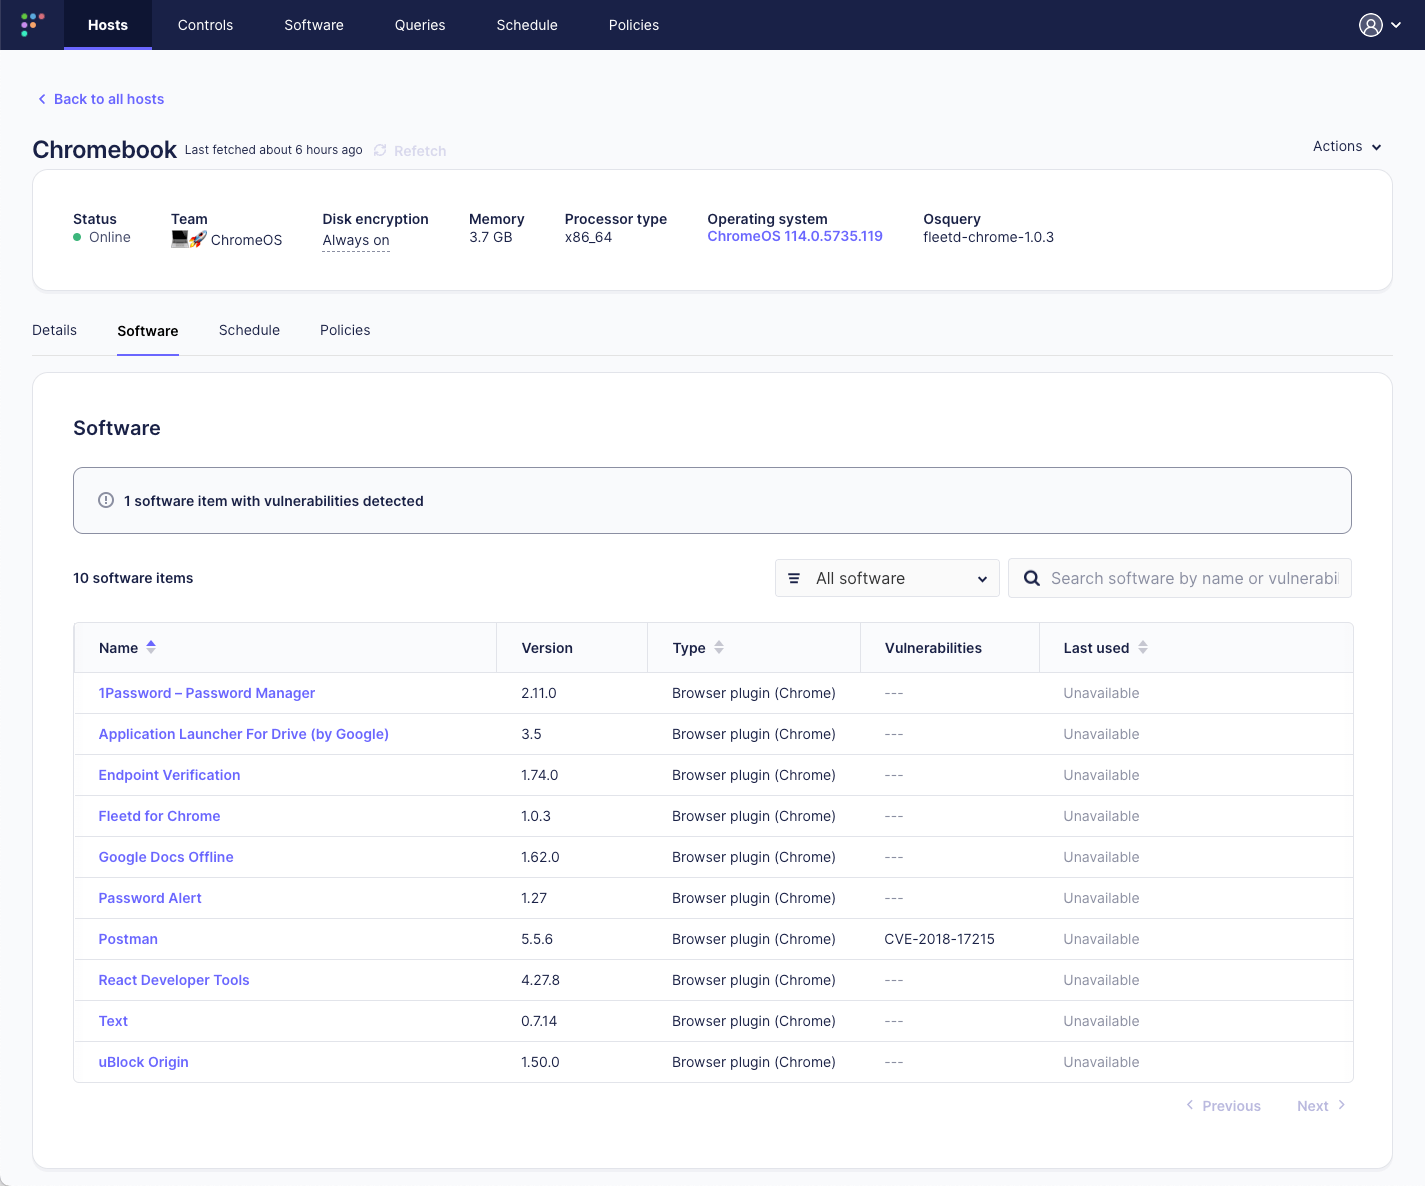 Hosts Controls Software Queries Schedule Policies
Back to all hosts
Chromebook Last fetched about 6 hours ago Refetch Actions
Status Team Disk encryption Memory Processor type Operating system Osquery
Online ChromeOS Always on 3.7 GB x86_64 ChromeOS 114.0.5735.119 fleetd-chrome-1.0.3
Details Software Schedule Policies
Software
1 software item with vulnerabilities detected
10 software items All software Search software by name or vulnerabi
Name Version Type Vulnerabilities Last used
1Password – Password Manager 2.11.0 Browser plugin (Chrome) --- Unavailable
Application Launcher For Drive (by Google) 3.5 Browser plugin (Chrome) --- Unavailable
Endpoint Verification 1.74.0 Browser plugin (Chrome) --- Unavailable
Fleetd for Chrome 1.0.3 Browser plugin (Chrome) --- Unavailable
Google Docs Offline 1.62.0 Browser plugin (Chrome) --- Unavailable
Password Alert 1.27 Browser plugin (Chrome) --- Unavailable
Postman 5.5.6 Browser plugin (Chrome) CVE-2018-17215 Unavailable
React Developer Tools 4.27.8 Browser plugin (Chrome) --- Unavailable
Text 0.7.14 Browser plugin (Chrome) --- Unavailable
uBlock Origin 1.50.0 Browser plugin (Chrome) --- Unavailable
Previous Next